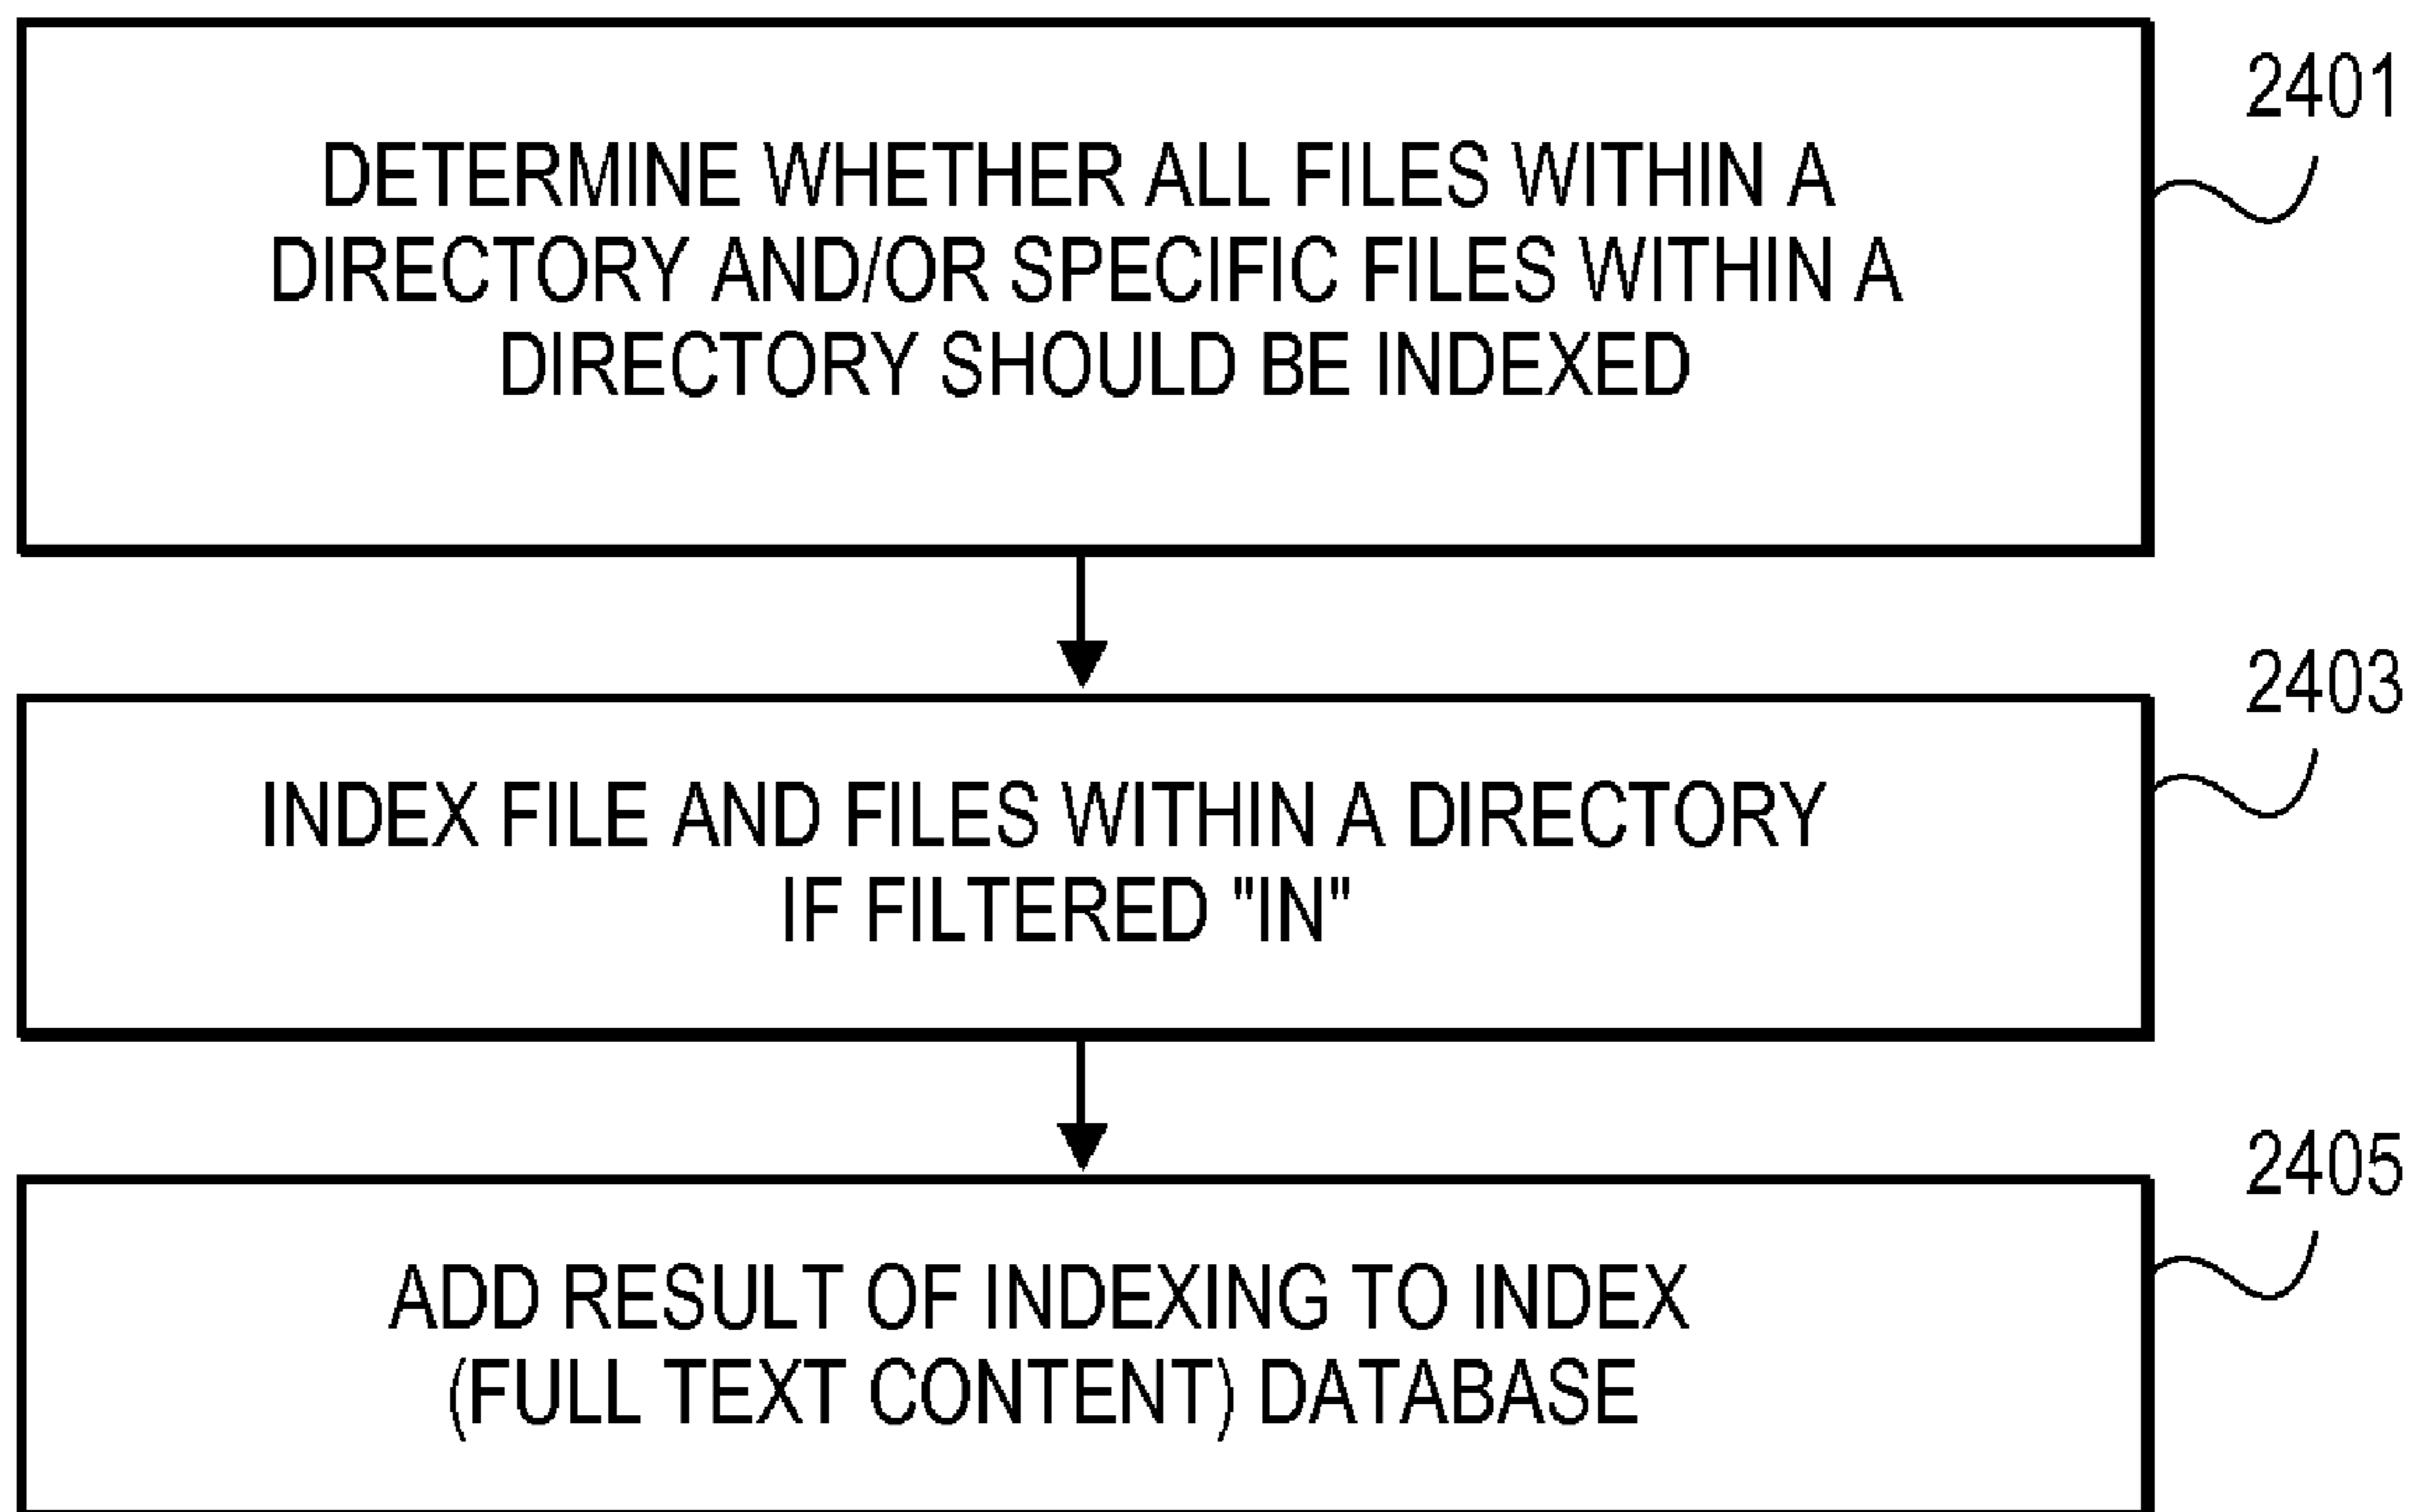 2401
DETERMINE WHETHER ALL FILES WITHIN A
DIRECTORY AND/OR SPECIFIC FILES WITHIN A
DIRECTORY SHOULD BE INDEXED
2403
INDEX FILE AND FILES WITHIN A DIRECTORY
IF FILTERED "IN"
2405
ADD RESULT OF INDEXING TO INDEX
(FULL TEXT CONTENT) DATABASE